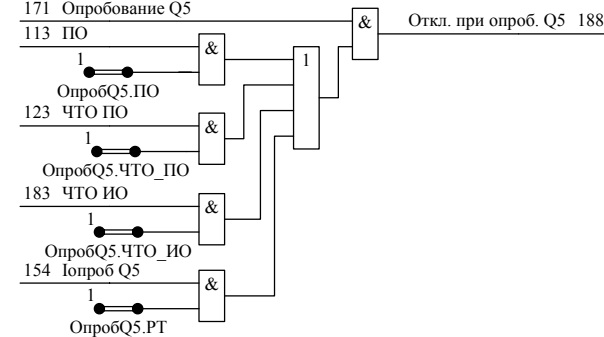 171 Опробование Q5
&
Откл. при опроб. Q5 188
113 ПО
&
1
1
ОпробQ5.ПО
123 ЧТО ПО
&
1
ОпробQ5.ЧТО_ПО
183 ЧТО ИО
&
1
ОпробQ5.ЧТО_ИО
154 Iопроб Q5
&
1
ОпробQ5.РТ